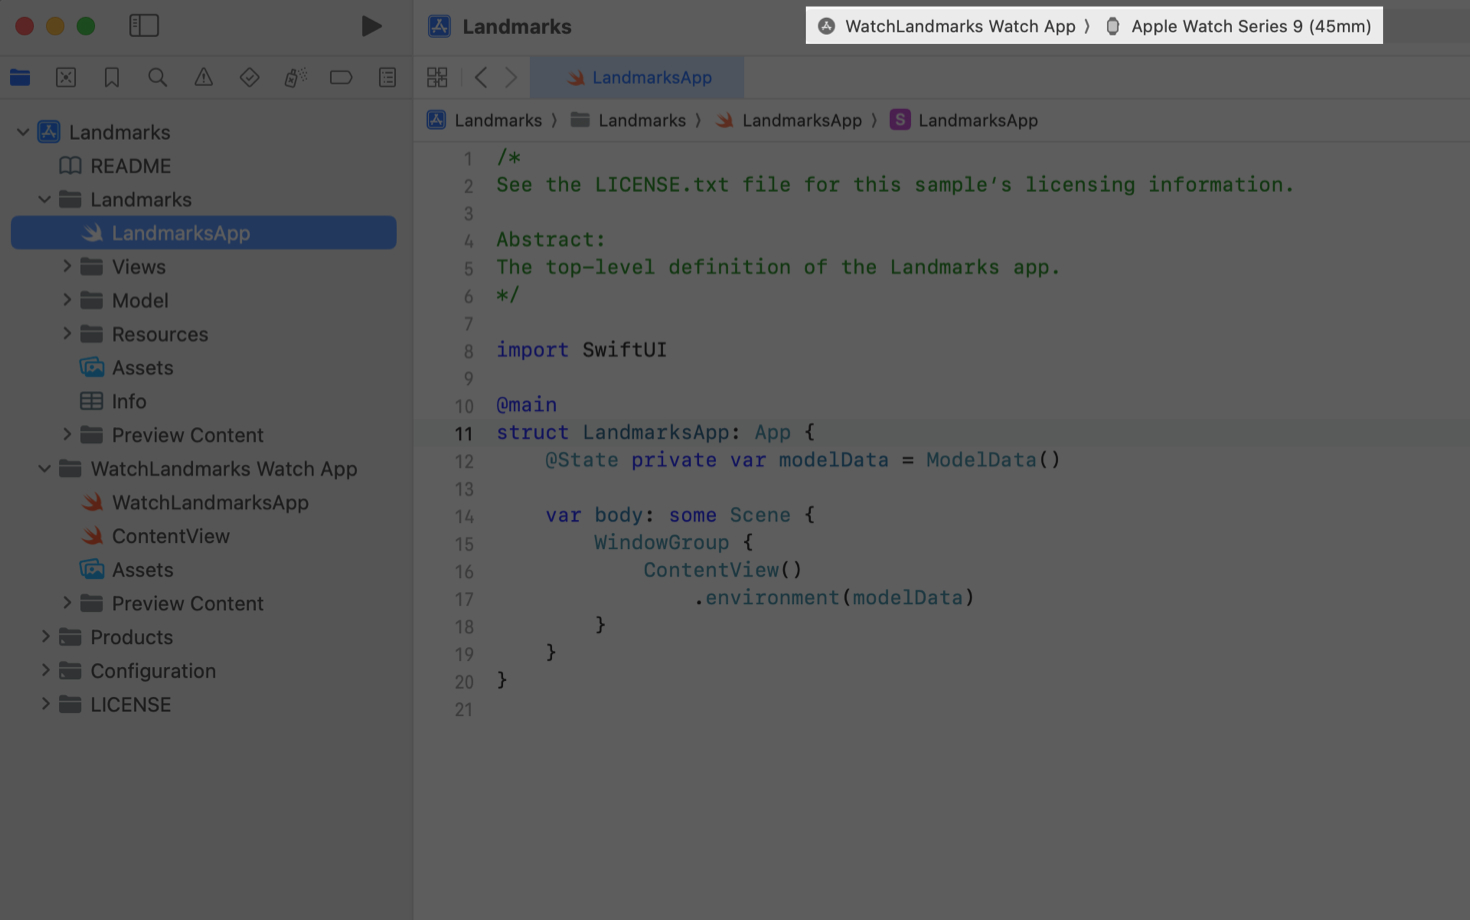 Landmarks
WatchLandmarks Watch App 〉 Apple Watch Series 9 (45mm)
LandmarksApp
Landmarks 〉 Landmarks 〉 LandmarksApp 〉 S LandmarksApp
Landmarks
README
Landmarks
LandmarksApp
Views
Model
Resources
Assets
Info
Preview Content
WatchLandmarks Watch App
WatchLandmarksApp
ContentView
Assets
Preview Content
Products
Configuration
LICENSE
1 /*
2 See the LICENSE.txt file for this sample’s licensing information.
3
4 Abstract:
5 The top-level definition of the Landmarks app.
6 */
7
8 import SwiftUI
9
10 @main
11 struct LandmarksApp: App {
12     @State private var modelData = ModelData()
13
14     var body: some Scene {
15         WindowGroup {
16             ContentView()
17                 .environment(modelData)
18         }
19     }
20 }
21